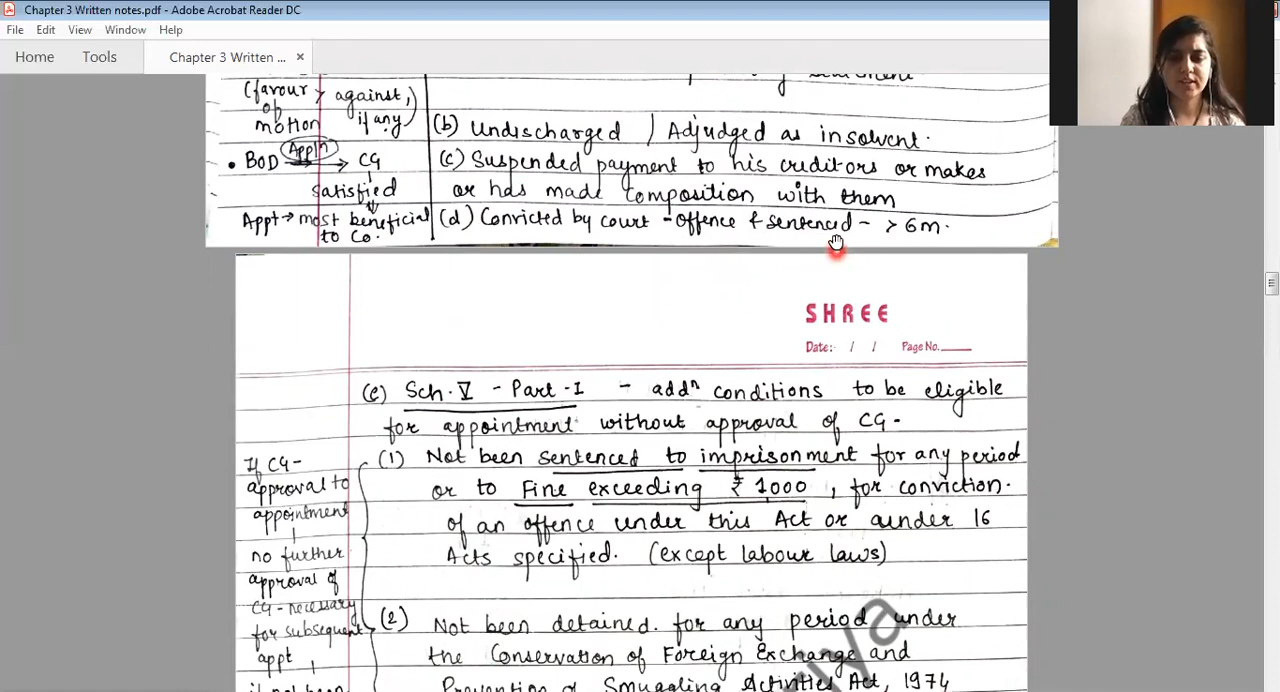 Chapter 3 Written notes.pdf - Adobe Acrobat Reader DC
File Edit View Window Help
Home Tools Chapter 3 Written ... ×
(favour > against,
of if any)
motion
• BOD Appln → CG
satisfied
Appt → most beneficial
to Co.
(b) Undischarged / Adjudged as insolvent.
(c) Suspended payment to his creditors or makes
or has made composition with them
(d) Convicted by court - offence & sentenced - > 6m.
SHREE
Date: / / Page No.
(e) Sch. V - Part - I - addn conditions to be eligible
for appointment without approval of CG -
(1) Not been sentenced to imprisonment for any period
or to Fine exceeding ₹ 1000, for conviction.
of an offence under this Act or aunder 16
Acts specified. (except labour laws)
If CG -
approval to
appointment
no further
approval of
CG - necessary
for subsequent
appt,
if not been
(2) Not been detained. for any period under
the Conservation of Foreign Exchange and
Prevention of Smuggling Activities Act, 1974